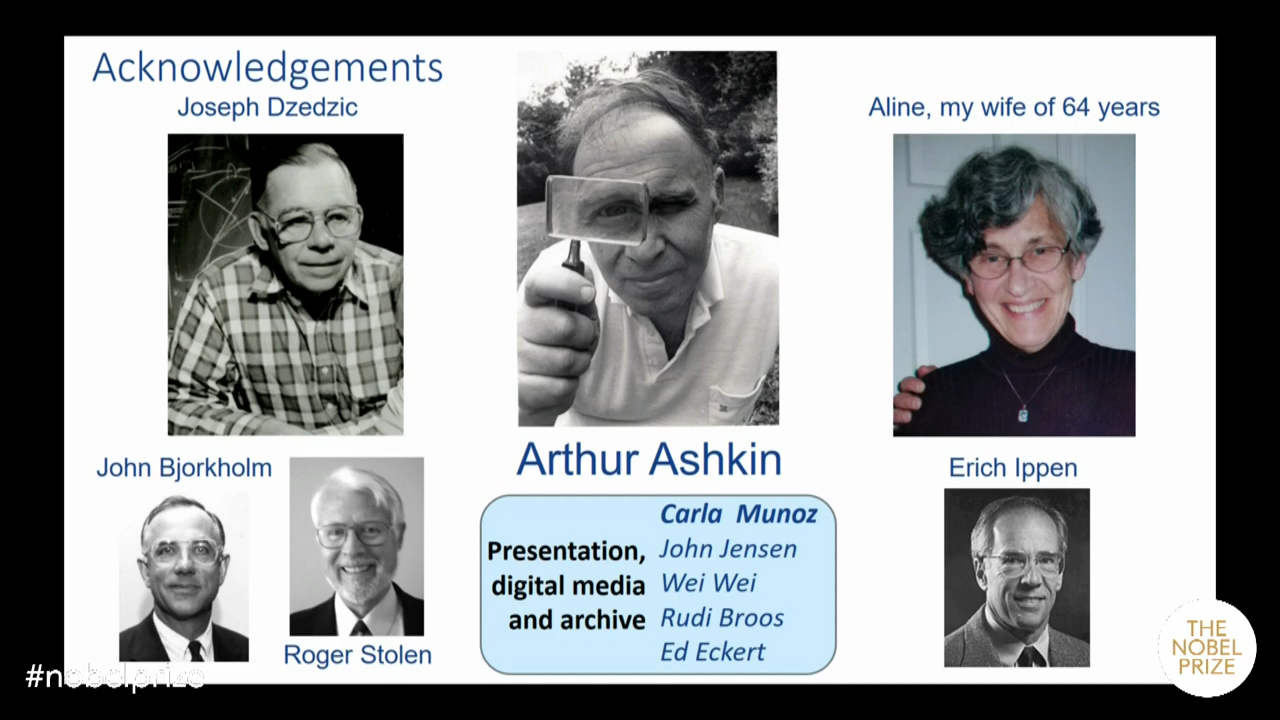 Acknowledgements
Joseph Dzedzic
Aline, my wife of 64 years
Arthur Ashkin
John Bjorkholm
Roger Stolen
Erich Ippen
Presentation,
digital media
and archive
Carla Munoz
John Jensen
Wei Wei
Rudi Broos
Ed Eckert
#nobelprize
THE
NOBEL
PRIZE